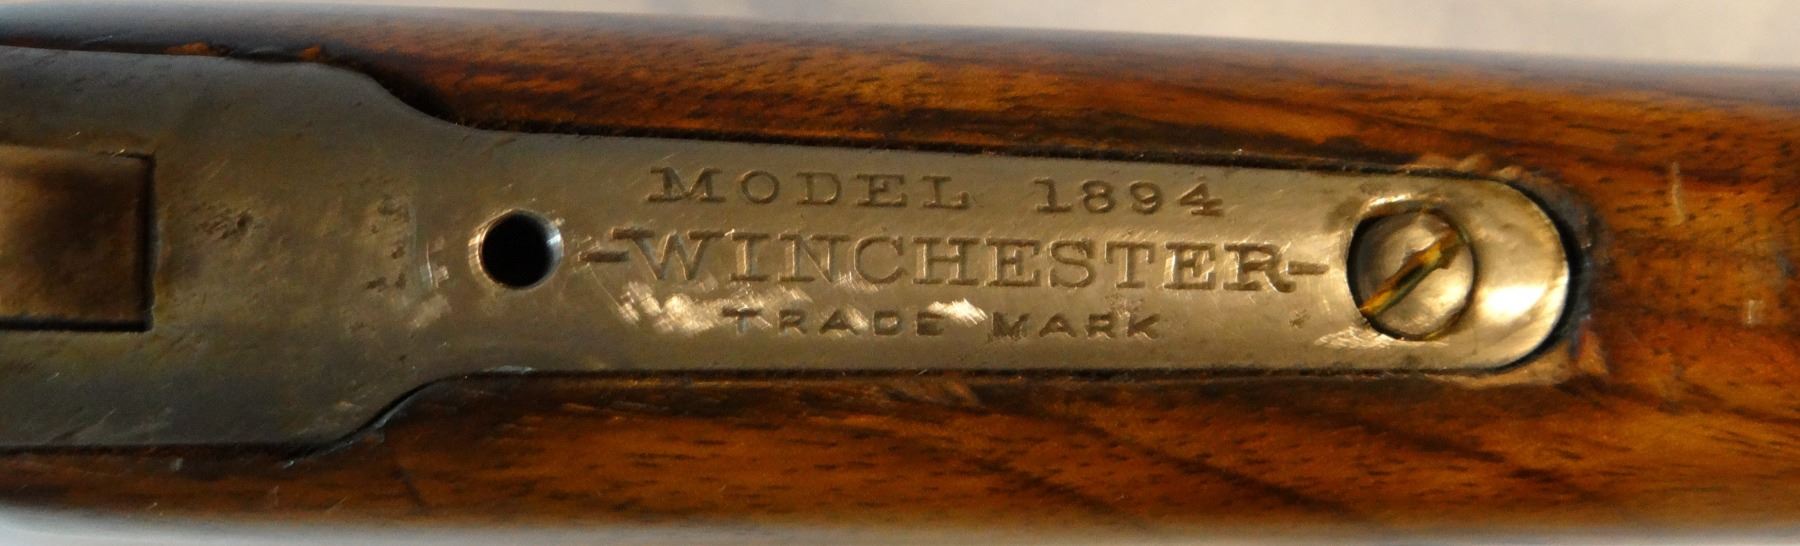 MODEL 1894
-WINCHESTER-
TRADE MARK